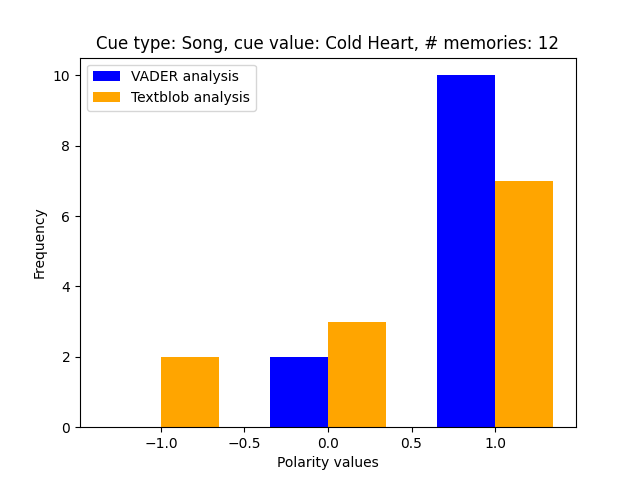 Cue type: Song, cue value: Cold Heart, # memories: 12
VADER analysis
Textblob analysis
10
8
6
4
2
0
Frequency
−1.0 −0.5 0.0 0.5 1.0
Polarity values